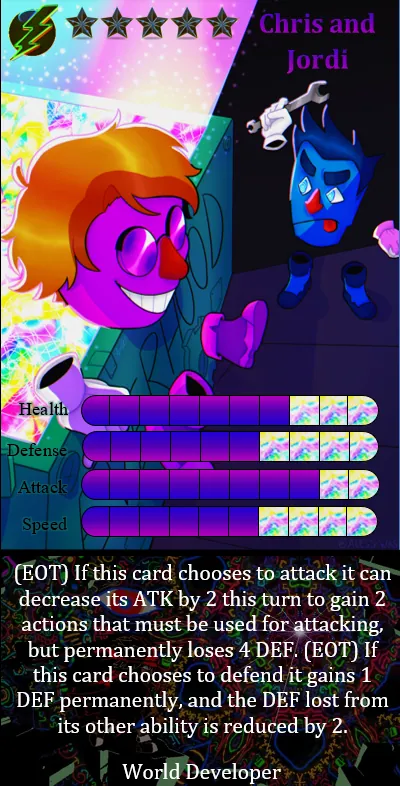 Chris and
Jordi
Health
Defense
Attack
Speed
(EOT) If this card chooses to attack it can
decrease its ATK by 2 this turn to gain 2
actions that must be used for attacking,
but permanently loses 4 DEF. (EOT) If
this card chooses to defend it gains 1
DEF permanently, and the DEF lost from
its other ability is reduced by 2.
World Developer